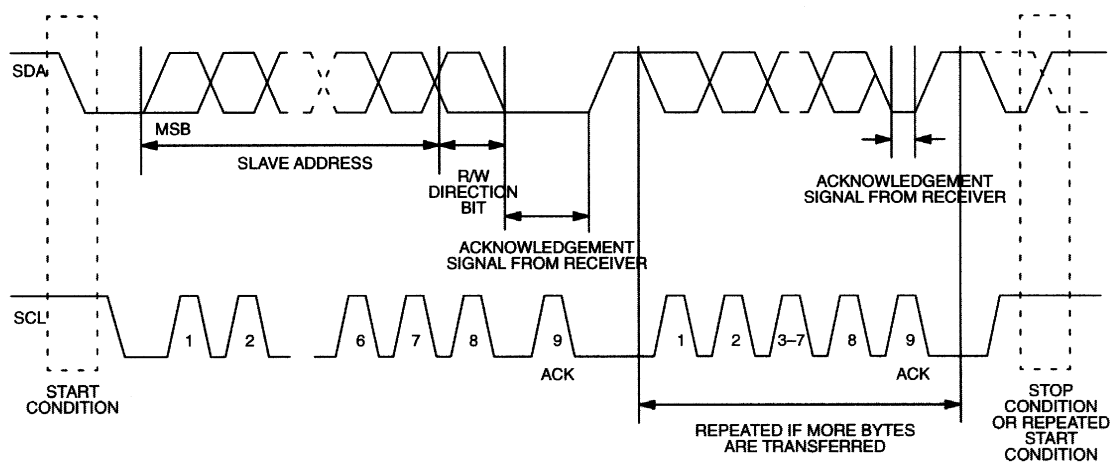 SDA
MSB
SLAVE ADDRESS
R/W
DIRECTION
BIT
ACKNOWLEDGEMENT
SIGNAL FROM RECEIVER
ACKNOWLEDGEMENT
SIGNAL FROM RECEIVER
SCL
1 2 6 7 8 9 1 2 3–7 8 9
ACK ACK
START
CONDITION
REPEATED IF MORE BYTES
ARE TRANSFERRED
STOP
CONDITION
OR REPEATED
START
CONDITION